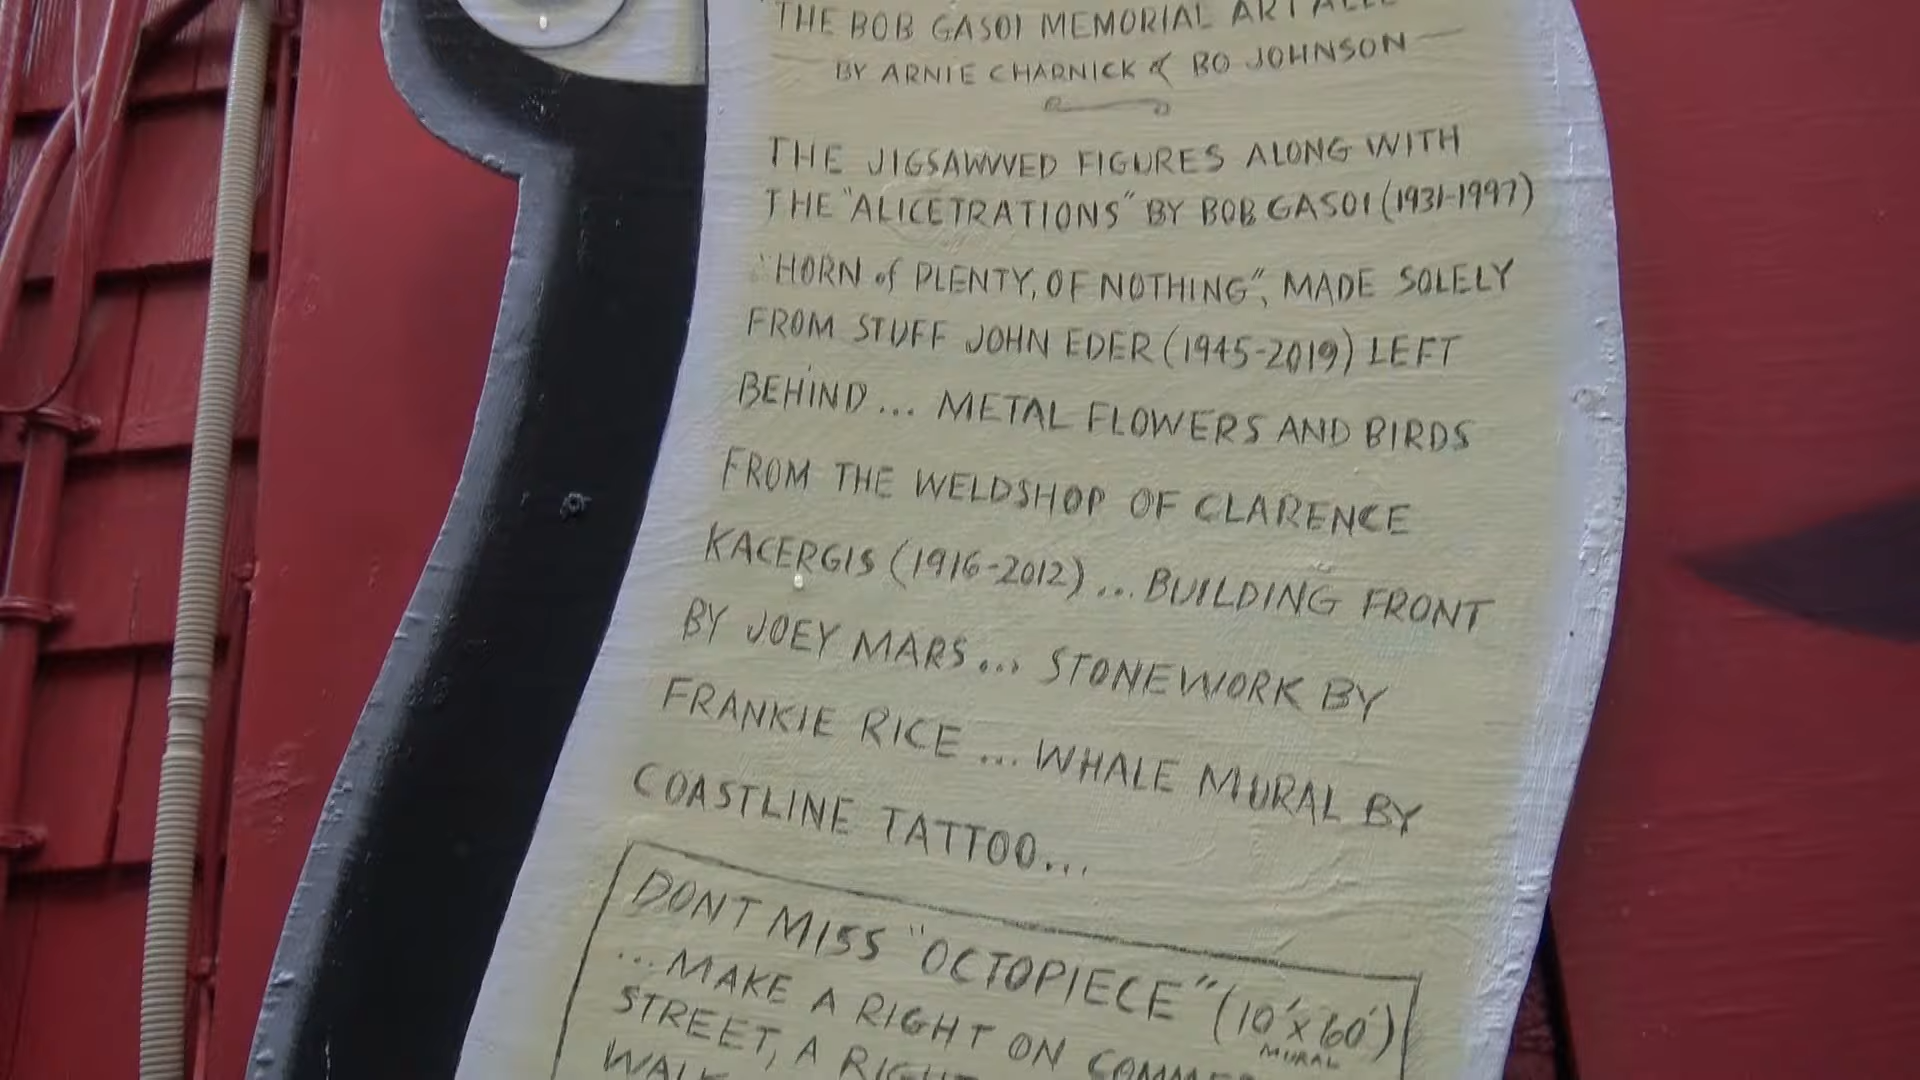 THE BOB GASOI MEMORIAL ART ALLE
BY ARNIE CHARNICK & BO JOHNSON
THE JIGSAWWED FIGURES ALONG WITH
THE "ALICETRATIONS" BY BOB GASOI (1931-1997)
"HORN of PLENTY, OF NOTHING", MADE SOLELY
FROM STUFF JOHN EDER (1945-2019) LEFT
BEHIND... METAL FLOWERS AND BIRDS
FROM THE WELDSHOP OF CLARENCE
KACERGIS (1916-2012)... BUILDING FRONT
BY JOEY MARS... STONEWORK BY
FRANKIE RICE... WHALE MURAL BY
COASTLINE TATTOO...
DONT MISS "OCTOPIECE" (10'x60')
MURAL
...MAKE A RIGHT ON
STREET, A RIGHT